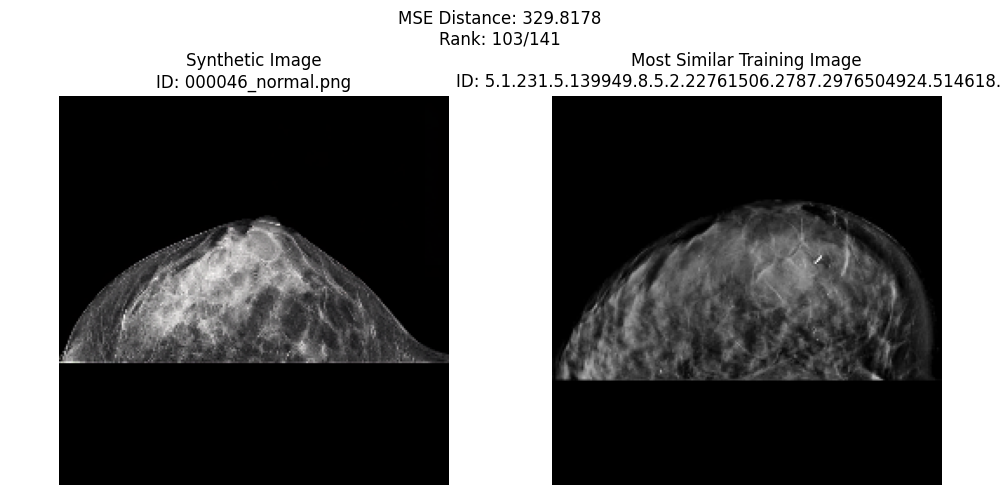 MSE Distance: 329.8178
Rank: 103/141
Synthetic Image
ID: 000046_normal.png
Most Similar Training Image
ID: 5.1.231.5.139949.8.5.2.22761506.2787.2976504924.514618.